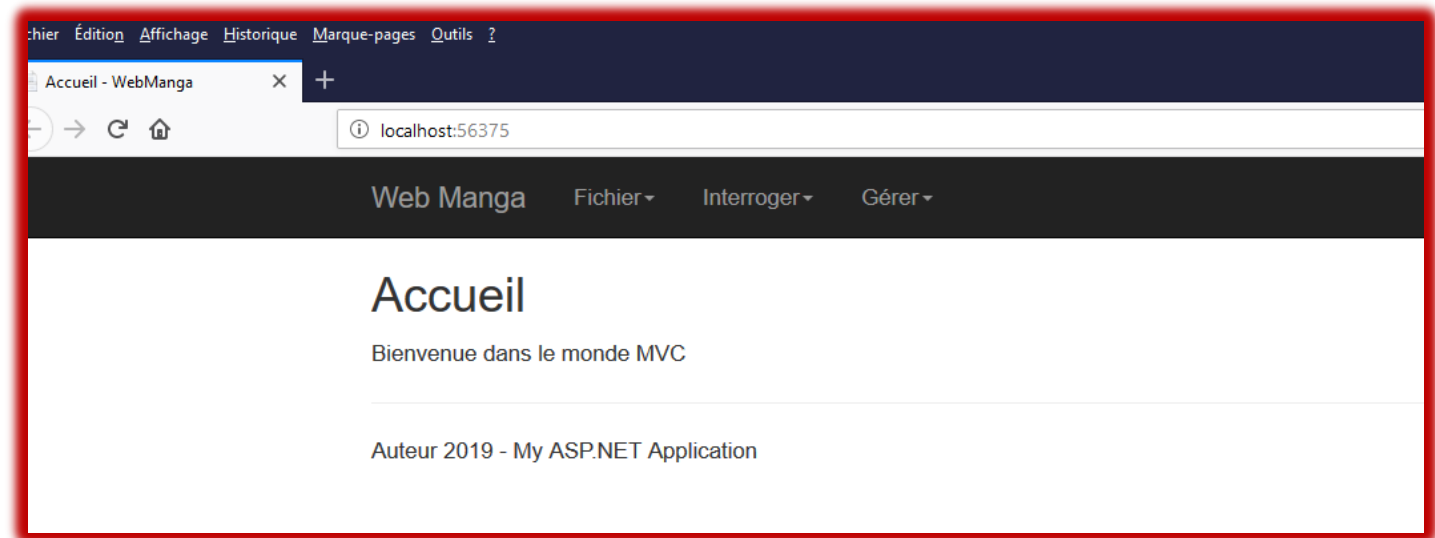 chier Édition Affichage Historique Marque-pages Outils ?
Accueil - WebManga
localhost:56375
Web Manga Fichier Interroger Gérer
Accueil
Bienvenue dans le monde MVC
Auteur 2019 - My ASP.NET Application